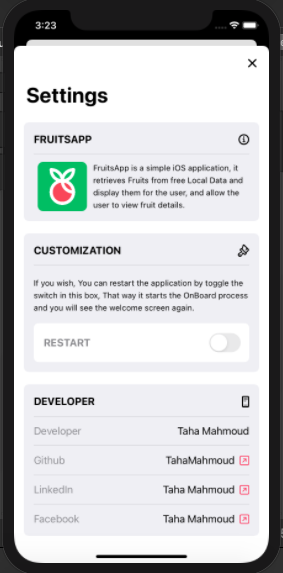 3:23
Settings
FRUITSAPP
FruitsApp is a simple iOS application, it
retrieves Fruits from free Local Data and
display them for the user, and allow the
user to view fruit details.
CUSTOMIZATION
If you wish, You can restart the application by toggle the
switch in this box, That way it starts the OnBoard process
and you will see the welcome screen again.
RESTART
DEVELOPER
Developer Taha Mahmoud
Github TahaMahmoud
LinkedIn Taha Mahmoud
Facebook Taha Mahmoud